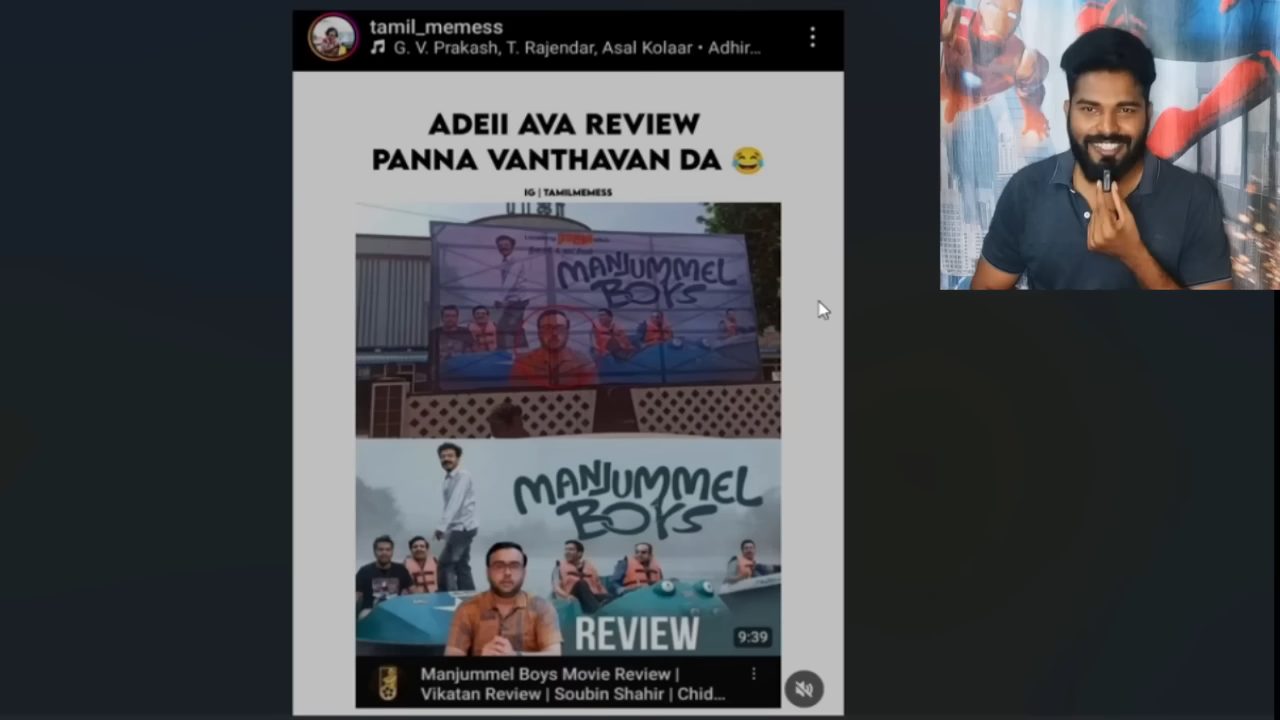 tamil_memess
G. V. Prakash, T. Rajendar, Asal Kolaar • Adhir...
ADEII AVA REVIEW
PANNA VANTHAVAN DA 😂
IG | TAMILMEMESS
MANJUMMEL
BOYS
MANJUMMEL
BOYS
REVIEW
9:39
Manjummel Boys Movie Review |
Vikatan Review | Soubin Shahir | Chid...